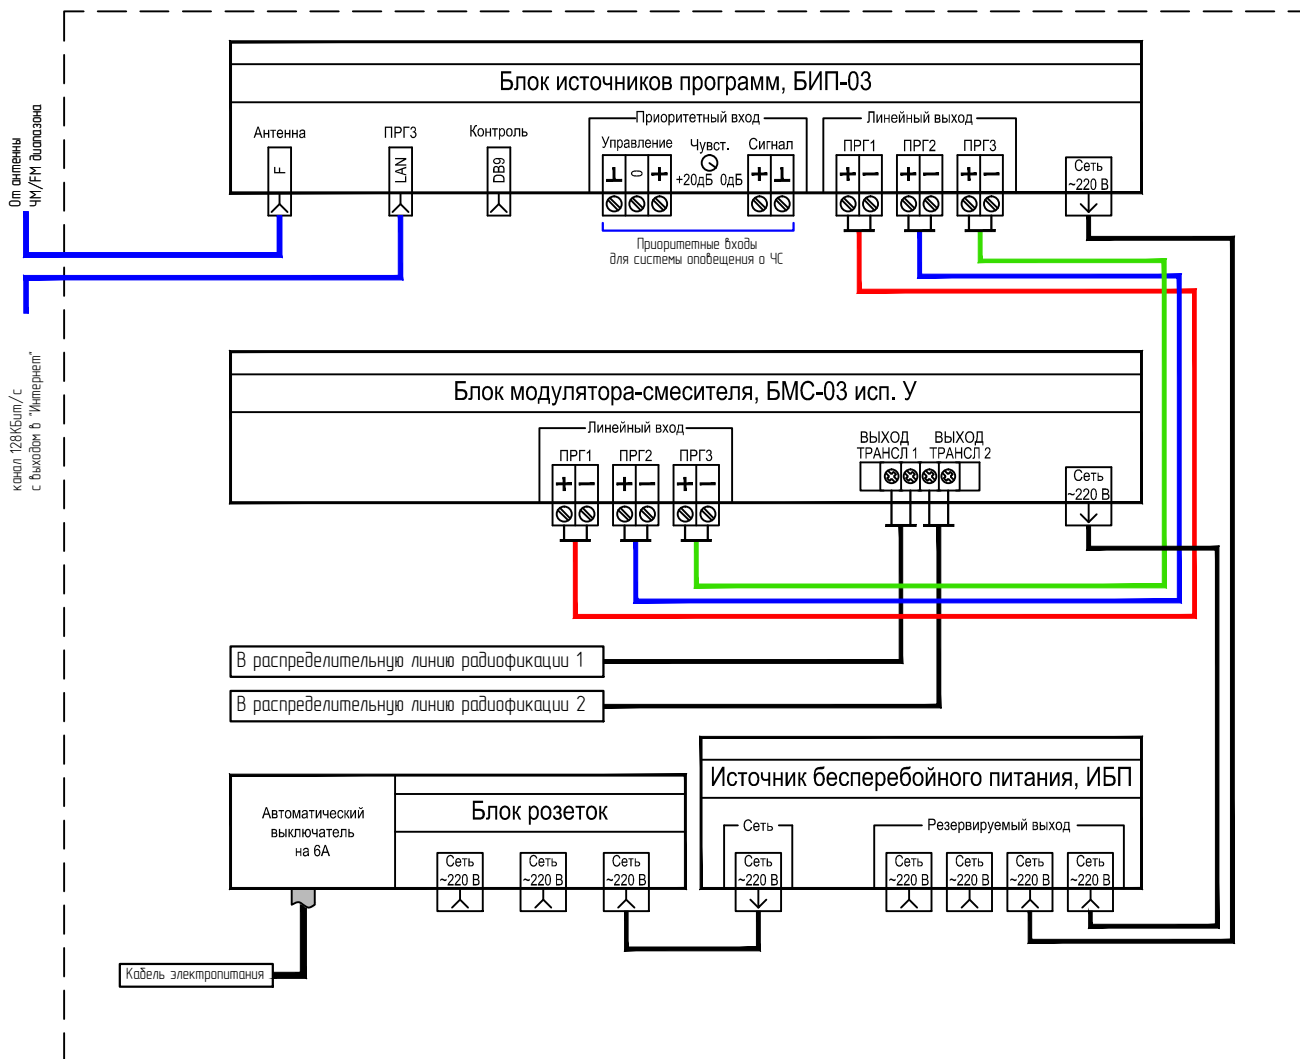 От антенны
ЧМ/FM диапазона
канал 128КБит/с
с выходом в "Интернет"
Блок источников программ, БИП-03
Антенна
F
ПРГ3
LAN
Контроль
DB9
Приоритетный вход
Управление
Чувст.
Сигнал
⊥ 0 +
+20дБ 0дБ
+ ⊥
Линейный выход
ПРГ1
ПРГ2
ПРГ3
+ − + − + −
Сеть
~220 В
Приоритетные входы
для системы оповещения о ЧС
Блок модулятора-смесителя, БМС-03 исп. У
Линейный вход
ПРГ1
ПРГ2
ПРГ3
+ − + − + −
ВЫХОД
ТРАНСЛ 1
ВЫХОД
ТРАНСЛ 2
Сеть
~220 В
В распределительную линию радиофикации 1
В распределительную линию радиофикации 2
Автоматический
выключатель
на 6А
Блок розеток
Сеть
~220 В
Сеть
~220 В
Сеть
~220 В
Источник бесперебойного питания, ИБП
Сеть
Сеть
~220 В
Резервируемый выход
Сеть
~220 В
Сеть
~220 В
Сеть
~220 В
Сеть
~220 В
Кабель электропитания